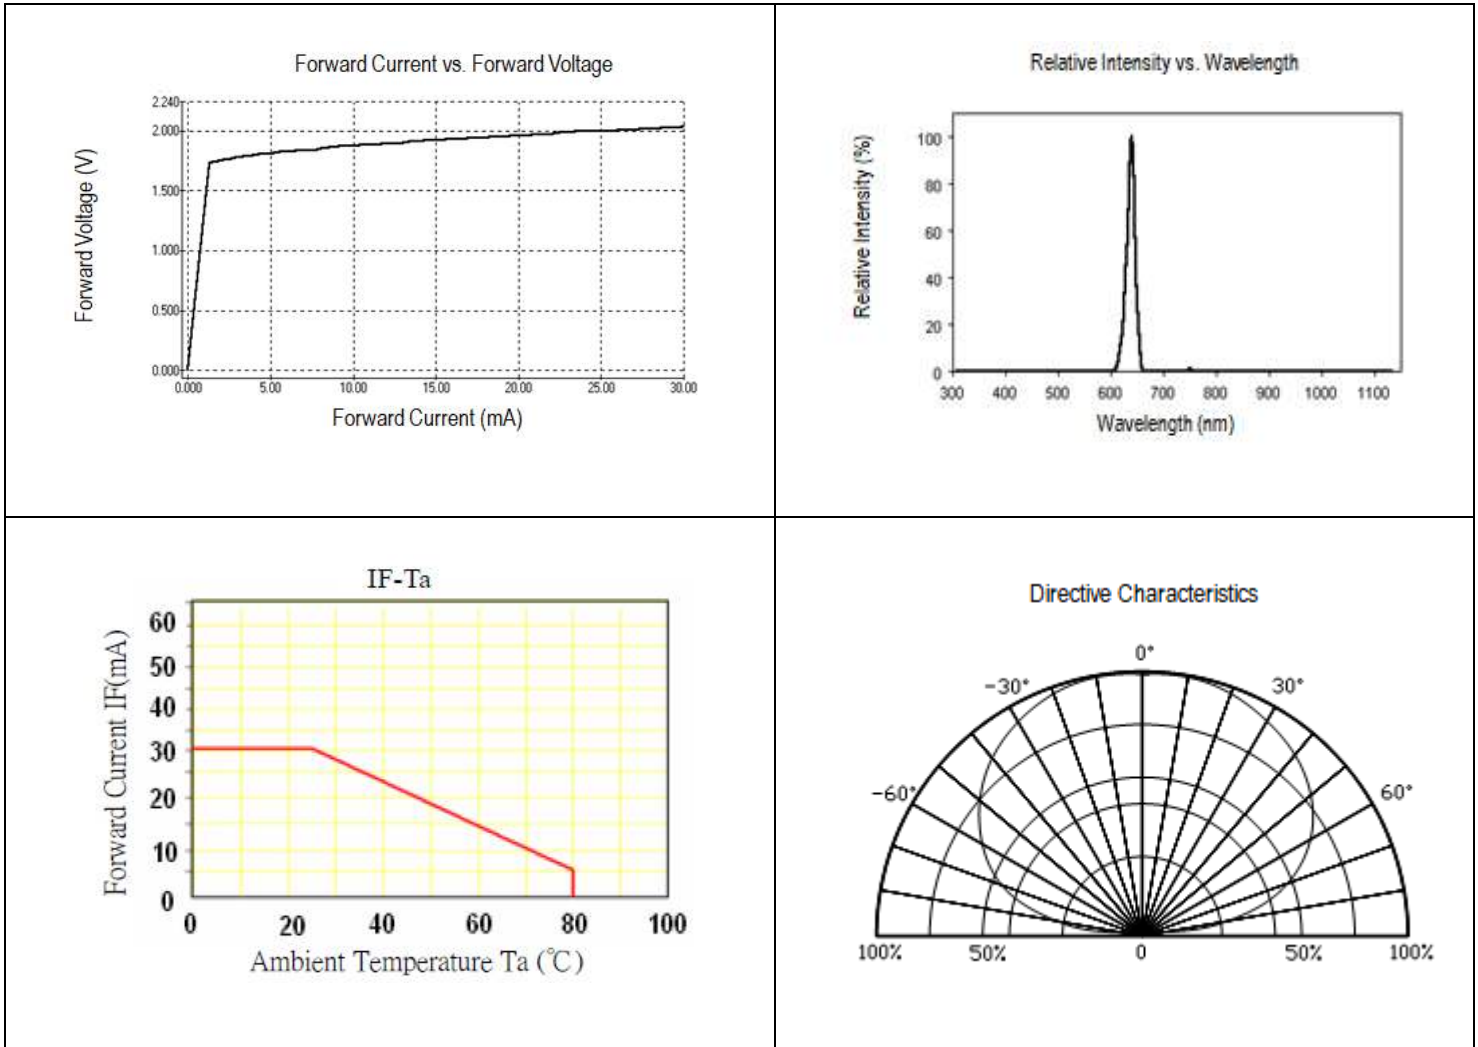 Forward Current vs. Forward Voltage
Forward Voltage (V)
2.240
2.000
1.500
1.000
0.500
0.000
0.000 5.00 10.00 15.00 20.00 25.00 30.00
Forward Current (mA)
Relative Intensity vs. Wavelength
Relative Intensity (%)
100
80
60
40
20
0
300 400 500 600 700 800 900 1000 1100
Wavelength (nm)
IF-Ta
Forward Current IF(mA)
60
50
40
30
20
10
0
0 20 40 60 80 100
Ambient Temperature Ta (℃)
Directive Characteristics
0°
-30° 30°
-60° 60°
100% 50% 0 50% 100%